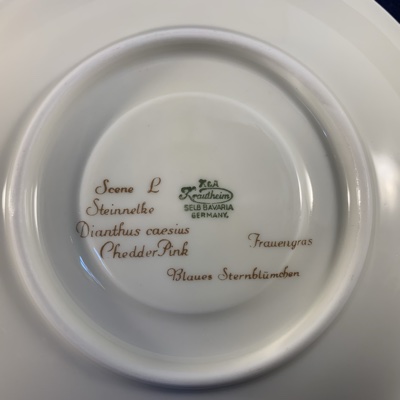 Scene L
Steinnelke
Dianthus caesius
Chedder Pink
Frauengras
Blaues Sternblümchen
K&A
Krautheim
SELB BAVARIA
GERMANY.